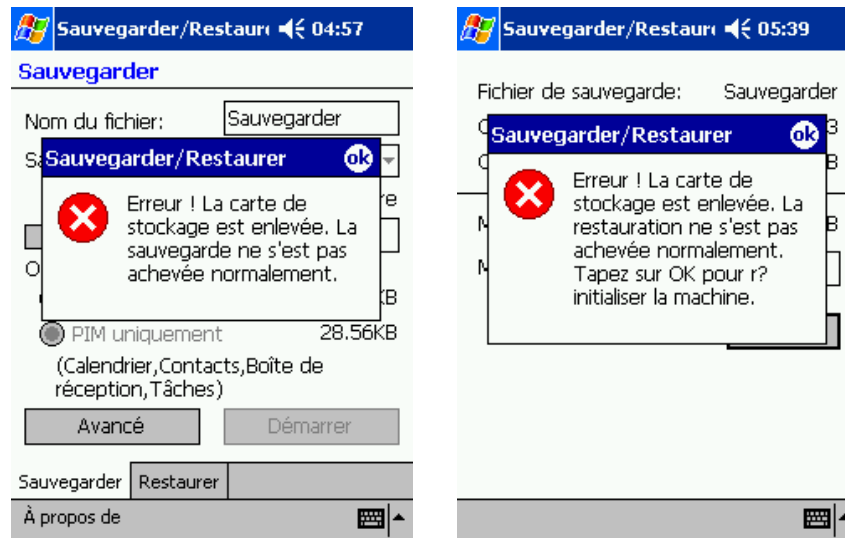 Sauvegarder/Restaur 04:57
Sauvegarder
Nom du fichier: Sauvegarder
Sauvegarder/Restaurer ok
Erreur ! La carte de
stockage est enlevée. La
sauvegarde ne s'est pas
achevée normalement.
PIM uniquement 28.56KB
(Calendrier,Contacts,Boîte de
réception,Tâches)
Avancé Démarrer
Sauvegarder Restaurer
À propos de
Sauvegarder/Restaur 05:39
Fichier de sauvegarde: Sauvegarder
Sauvegarder/Restaurer ok
Erreur ! La carte de
stockage est enlevée. La
restauration ne s'est pas
achevée normalement.
Tapez sur OK pour r?
initialiser la machine.